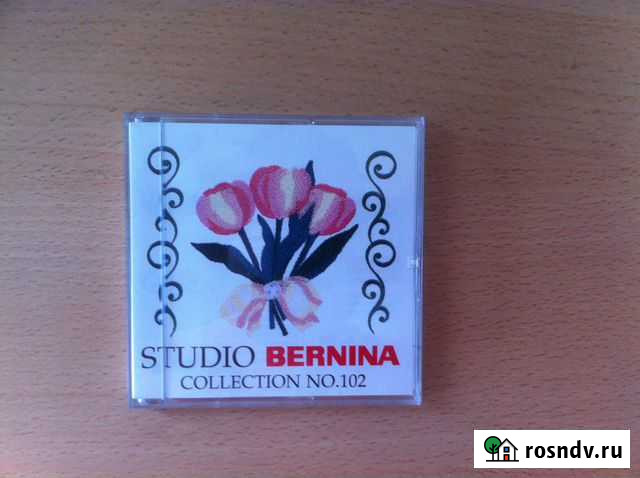 STUDIO BERNINA
COLLECTION NO.102
rosndv.ru